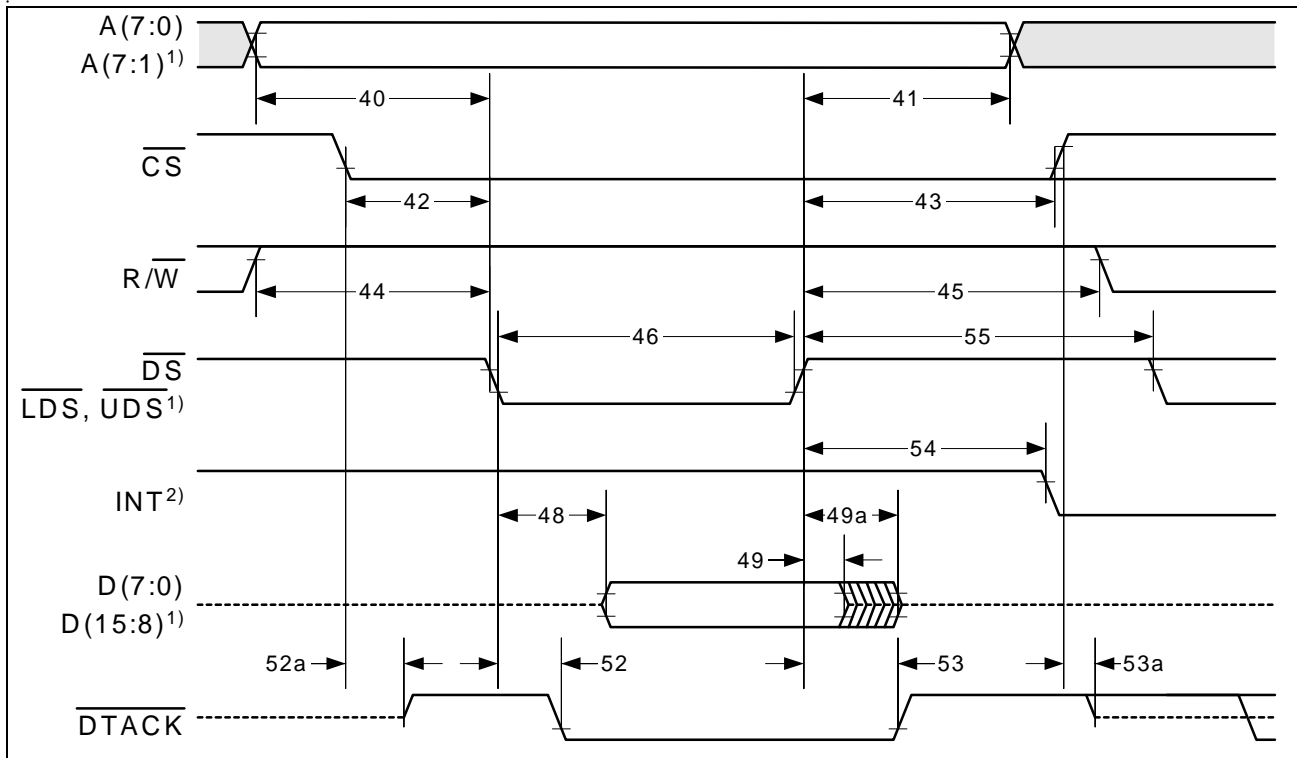 A(7:0)
A(7:1)1)
40
41
CS
42
43
R/W
44
45
46
55
DS
LDS, UDS1)
54
INT2)
48
49a
49
D(7:0)
D(15:8)1)
52a
52
53
53a
DTACK